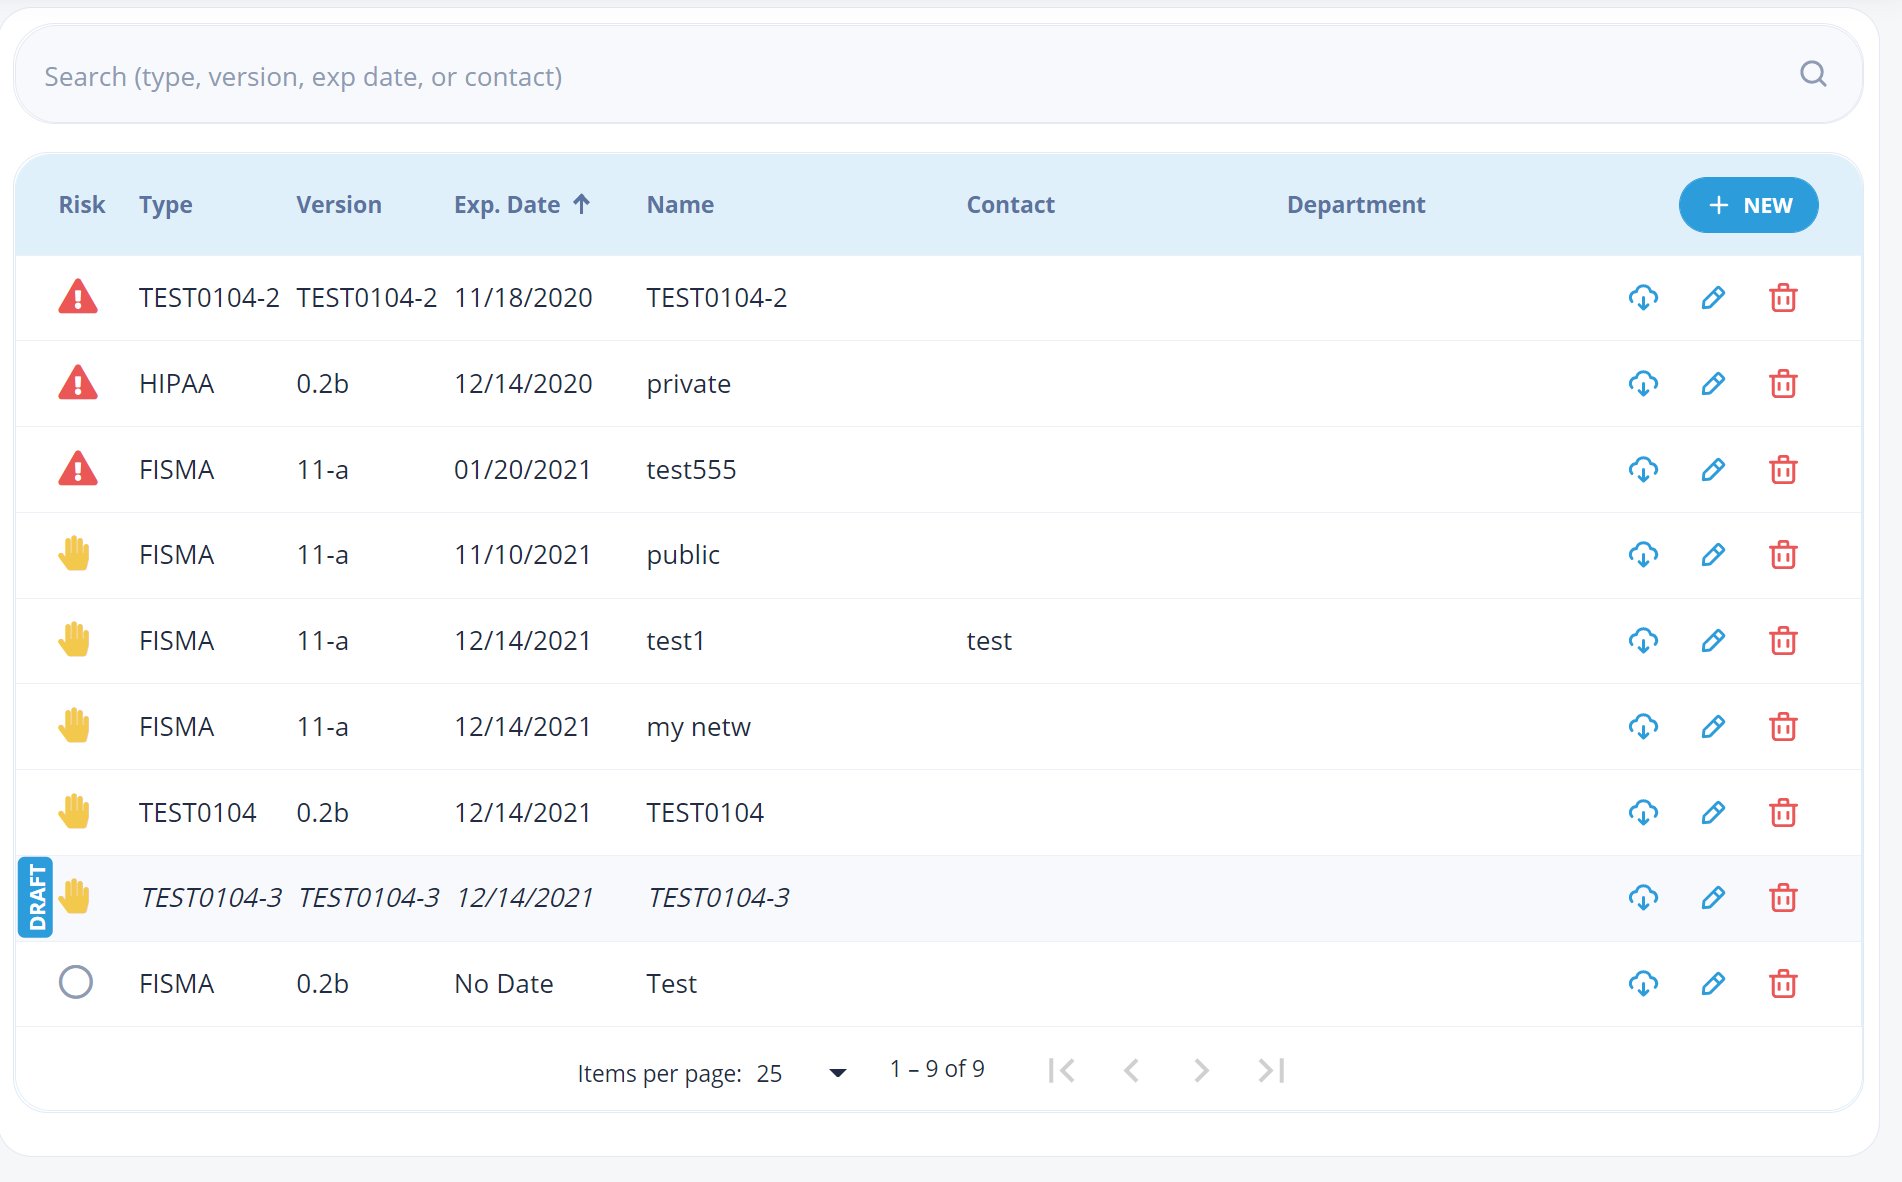 Search (type, version, exp date, or contact)
Risk Type Version Exp. Date Name Contact Department + NEW
TEST0104-2 TEST0104-2 11/18/2020 TEST0104-2
HIPAA 0.2b 12/14/2020 private
FISMA 11-a 01/20/2021 test555
FISMA 11-a 11/10/2021 public
FISMA 11-a 12/14/2021 test1 test
FISMA 11-a 12/14/2021 my netw
TEST0104 0.2b 12/14/2021 TEST0104
DRAFT TEST0104-3 TEST0104-3 12/14/2021 TEST0104-3
FISMA 0.2b No Date Test
Items per page: 25 1 – 9 of 9